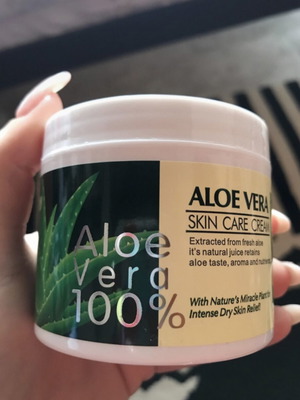 Aloe
Vera
100%
ALOE VERA
SKIN CARE CREAM
Extracted from fresh aloe
it's natural juice retains
aloe taste, aroma and
With Nature's Miracle Plant for
Intense Dry Skin Relief!